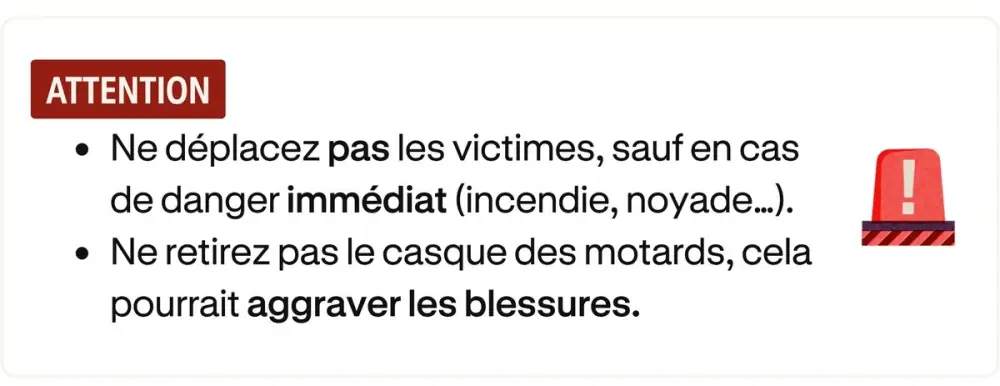 ATTENTION
• Ne déplacez pas les victimes, sauf en cas
de danger immédiat (incendie, noyade...).
• Ne retirez pas le casque des motards, cela
pourrait aggraver les blessures.
!